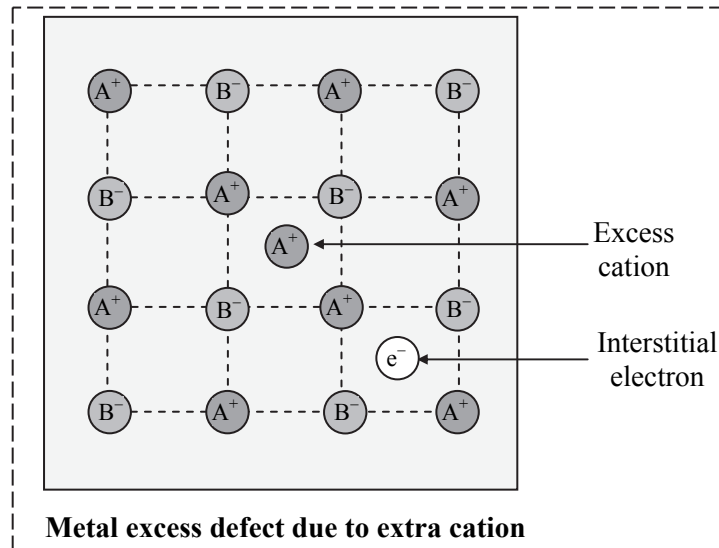 A⁺ B⁻ A⁺ B⁻
B⁻ A⁺ B⁻ A⁺
A⁺
Excess
cation
A⁺ B⁻ A⁺ B⁻
e⁻
Interstitial
electron
B⁻ A⁺ B⁻ A⁺
Metal excess defect due to extra cation